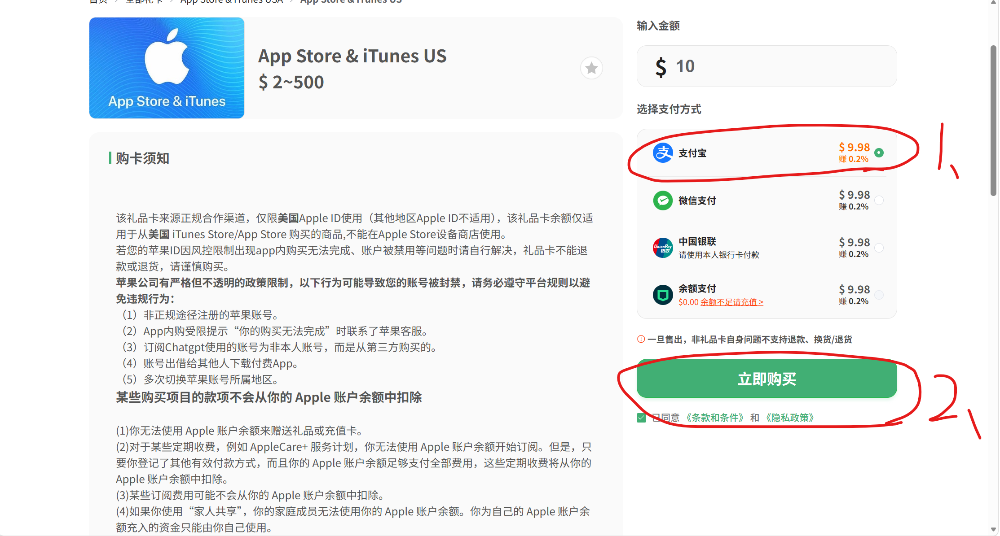 首页 > 全部礼卡 > App Store & iTunes USA > App Store & iTunes US
App Store & iTunes
App Store & iTunes US
$ 2~500
购卡须知
该礼品卡来源正规合作渠道，仅限美国Apple ID使用（其他地区Apple ID不适用），该礼品卡余额仅适
用于从美国 iTunes Store/App Store 购买的商品,不能在Apple Store设备商店使用。
若您的苹果ID因风控限制出现app内购买无法完成、账户被禁用等问题时请自行解决，礼品卡不能退
款或退货，请谨慎购买。
苹果公司有严格但不透明的政策限制，以下行为可能导致您的账号被封禁，请务必遵守平台规则以避
免违规行为：
（1）非正规途径注册的苹果账号。
（2）App内购受限提示“你的购买无法完成”时联系了苹果客服。
（3）订阅Chatgpt使用的账号为非本人账号，而是从第三方购买的。
（4）账号出借给其他人下载付费App。
（5）多次切换苹果账号所属地区。
某些购买项目的款项不会从你的 Apple 账户余额中扣除
(1)你无法使用 Apple 账户余额来赠送礼品或充值卡。
(2)对于某些定期收费，例如 AppleCare+ 服务计划，你无法使用 Apple 账户余额开始订阅。但是，只
要你登记了其他有效付款方式，而且你的 Apple 账户余额足够支付全部费用，这些定期收费将从你的
Apple 账户余额中扣除。
(3)某些订阅费用可能不会从你的 Apple 账户余额中扣除。
(4)如果你使用“家人共享”，你的家庭成员无法使用你的 Apple 账户余额。你为自己的 Apple 账户余
额充入的资金只能由你自己使用。
输入金额
$ 10
选择支付方式
支 支付宝 $ 9.98
赚 0.2%
1、
微信支付 $ 9.98
赚 0.2%
UnionPay 银联
中国银联 $ 9.98
请使用本人银行卡付款 赚 0.2%
余额支付 $ 9.98
$0.00 余额不足请充值 > 赚 0.2%
一旦售出，非礼品卡自身问题不支持退款、换货/退货
立即购买
2、
已同意 《条款和条件》 和 《隐私政策》